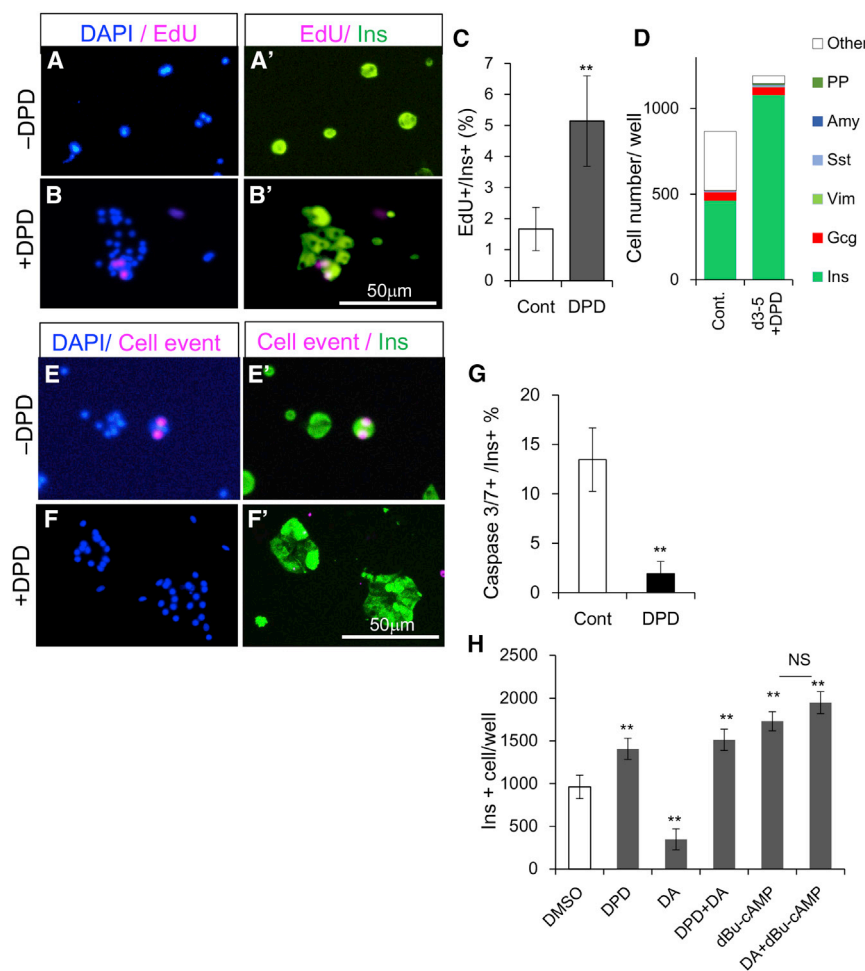 DAPI / EdU
EdU/ Ins
A
A'
–DPD
B
B'
+DPD
50μm
C
EdU+/Ins+ (%)
7
6
5
4
3
2
1
0
**
Cont
DPD
D
Cell number/ well
1000
500
0
Cont.
d3-5
+DPD
Other
PP
Amy
Sst
Vim
Gcg
Ins
DAPI/ Cell event
Cell event / Ins
E
E'
–DPD
F
F'
+DPD
50μm
G
Caspase 3/7+ /Ins+ %
20
15
10
5
0
**
Cont
DPD
H
Ins + cell/well
2500
2000
1500
1000
500
0
**
**
**
**
NS
**
DMSO
DPD
DA
DPD+DA
dBu-cAMP
DA+dBu-cAMP